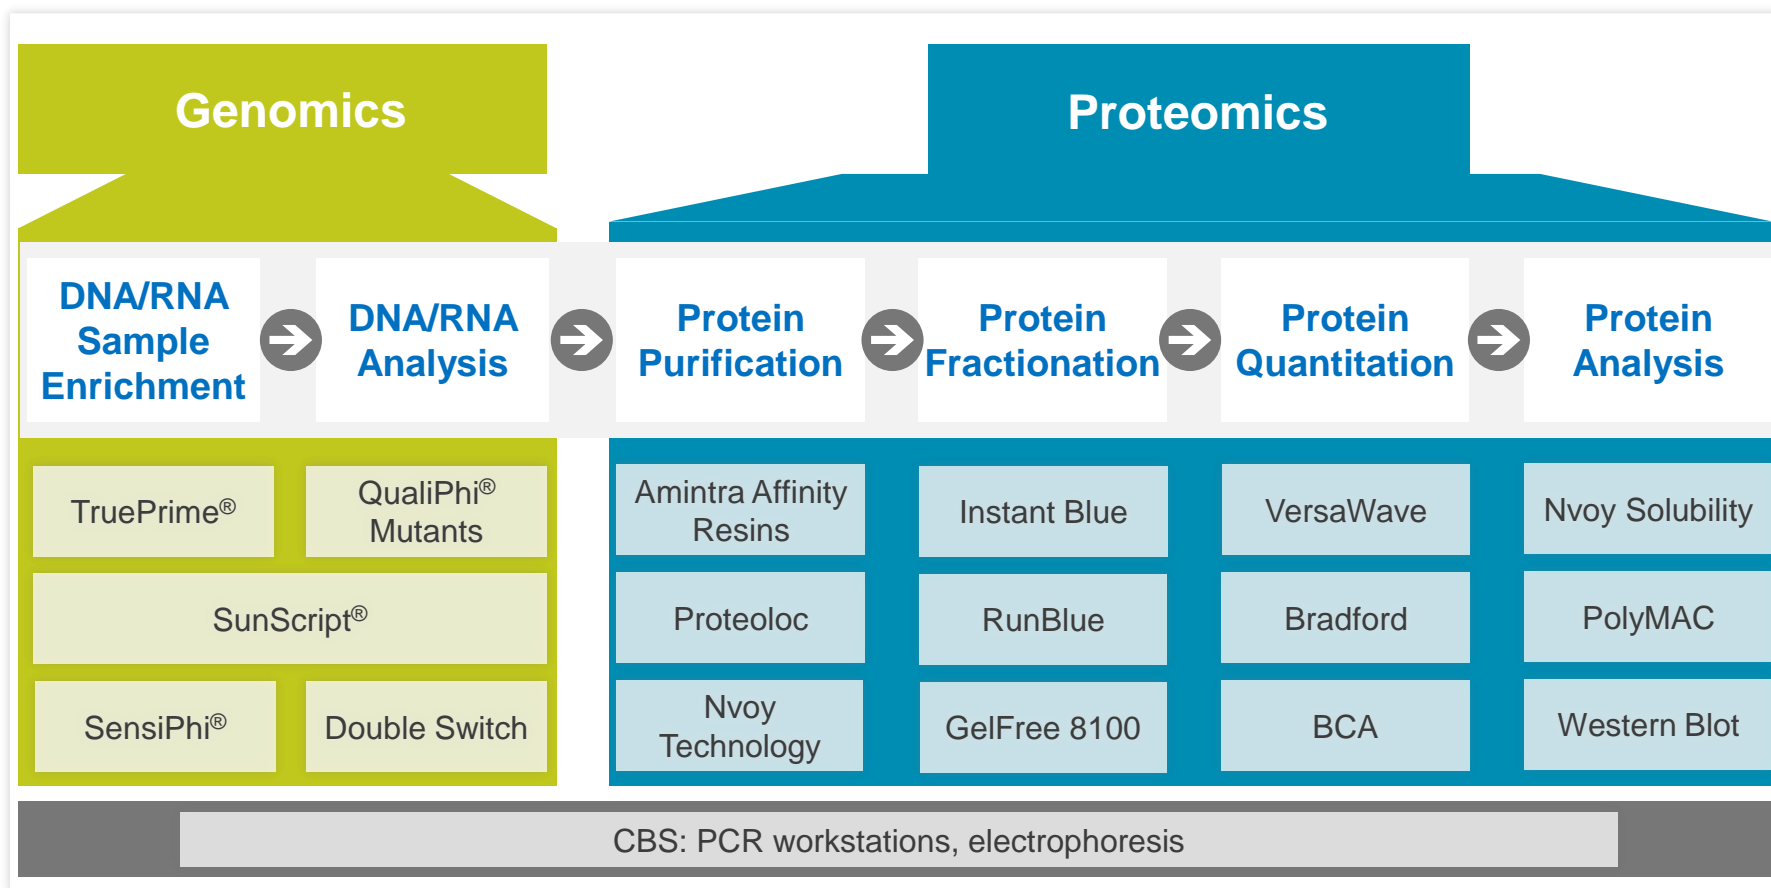 Genomics
Proteomics
DNA/RNA
Sample
Enrichment
DNA/RNA
Analysis
Protein
Purification
Protein
Fractionation
Protein
Quantitation
Protein
Analysis
TruePrime®
QualiPhi®
Mutants
Amintra Affinity
Resins
Instant Blue
VersaWave
Nvoy Solubility
SunScript®
Proteoloc
RunBlue
Bradford
PolyMAC
SensiPhi®
Double Switch
Nvoy
Technology
GelFree 8100
BCA
Western Blot
CBS: PCR workstations, electrophoresis